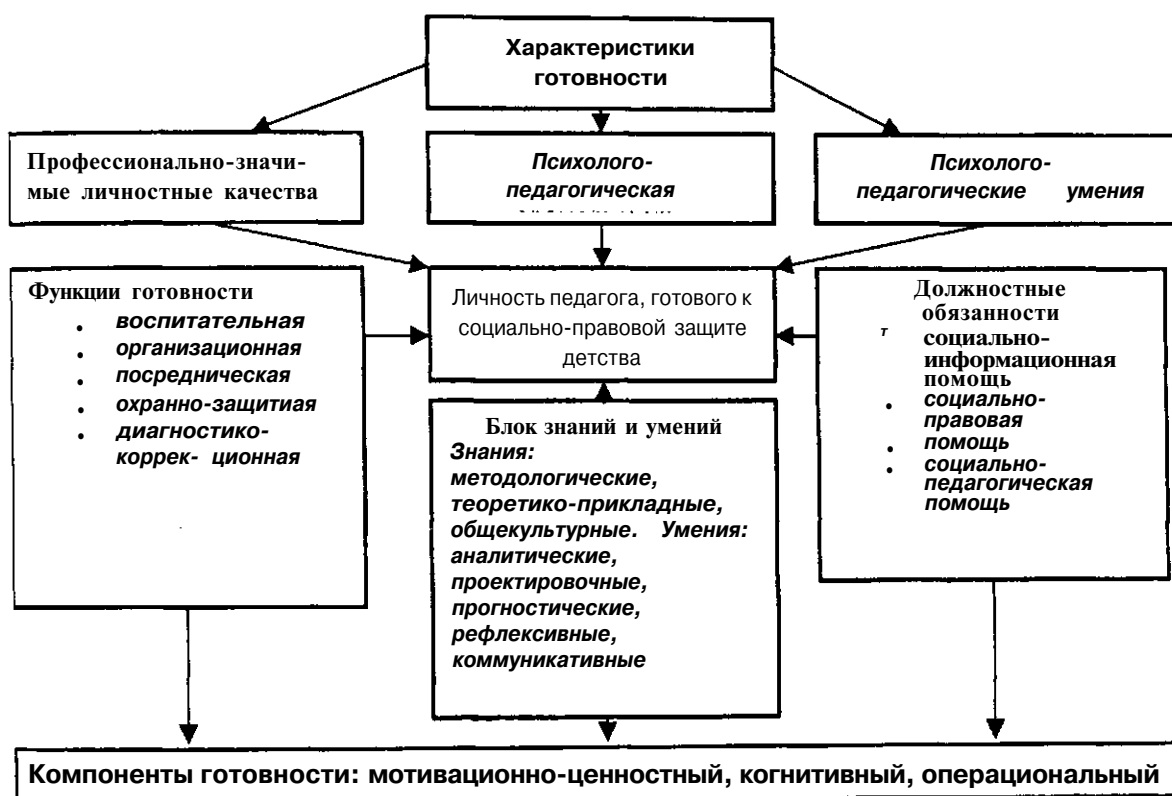 Характеристики
готовности
Профессионально-значи-
мые личностные качества
Психолого-
педагогическая
Психолого-
педагогические умения
Функции готовности
• воспитательная
• организационная
• посредническая
• охранно-защитиая
• диагностико-
коррек- ционная
Личность педагога, готового к
социально-правовой защите
детства
Должностные
обязанности
т социально-
информационная
помощь
• социально-
правовая
• помощь
• социально-
педагогическая
помощь
Блок знаний и умений
Знания:
методологические,
теоретико-прикладные,
общекультурные. Умения:
аналитические,
проектировочные,
прогностические,
рефлексивные,
коммуникативные
Компоненты готовности: мотивационно-ценностный, когнитивный, операциональный